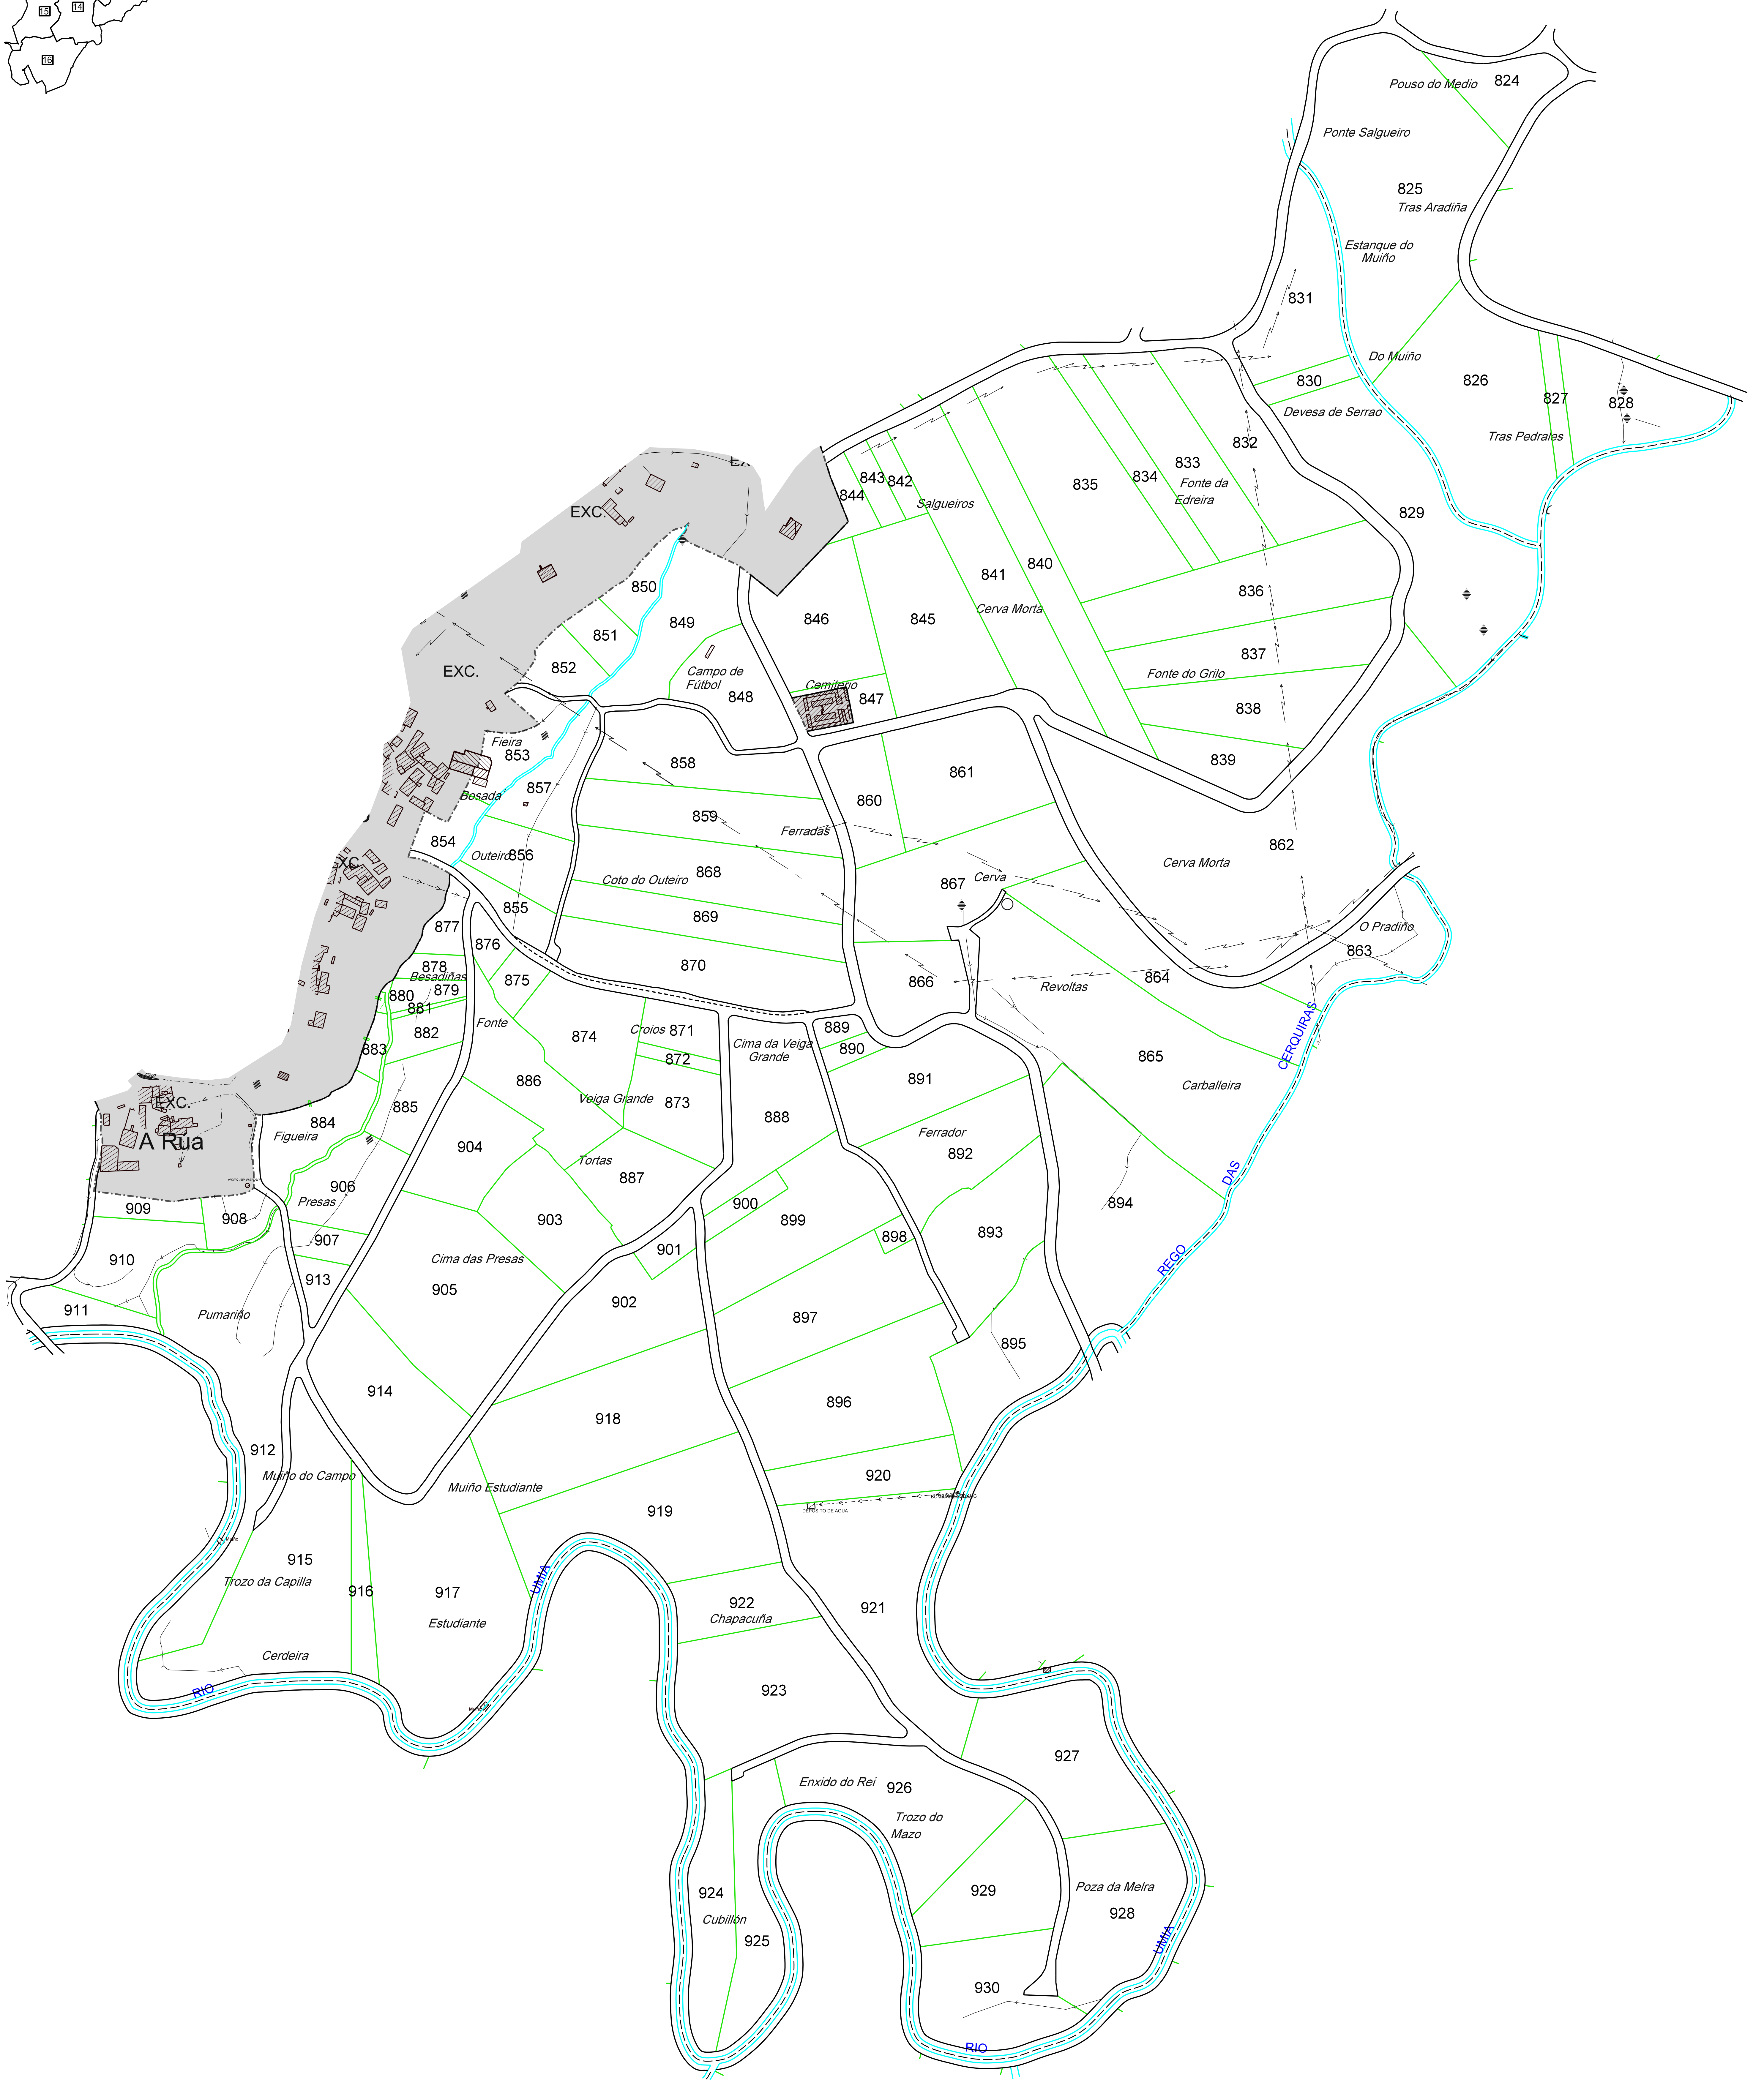 15
14
16
Pouso do Medio
824
Ponte Salgueiro
825
Tras Aradiña
Estanque do
Muiño
831
Do Muiño
830
826
827
828
Devesa de Serrao
Tras Pedrales
832
833
834
835
Fonte da
Edreira
829
843
842
844
Salgueiros
EXC.
841
840
Cerva Morta
836
850
849
846
845
851
852
837
EXC.
Campo de
Fútbol
848
Cemiterio
847
Fonte do Grilo
838
839
Fieira
853
858
861
857
Bosada
860
859
Ferradas
862
854
Outeiro
856
Cerva Morta
868
Coto do Outeiro
867
Cerva
855
869
877
876
O Pradiño
863
878
Besadiñas
875
870
866
864
Revoltas
880
879
881
882
Fonte
874
Croios
871
Cima da Veiga
Grande
889
890
883
872
865
CERQUIRAS
886
891
Carballeira
EXC.
885
Veiga Grande
873
888
884
Figueira
A Rua
904
Ferrador
892
Tortas
887
DAS
906
Presas
909
908
903
900
899
894
907
901
898
893
910
Cima das Presas
REGO
913
905
911
Pumariño
902
897
895
914
918
896
912
Muiño do Campo
Muiño Estudiante
920
DEPOSITO DE AGUA
919
915
Trozo da Capilla
916
917
UMIA
922
Chapacuña
921
Estudiante
Cerdeira
RIO
923
927
Enxido do Rei
926
Trozo do
Mazo
924
929
Poza da Melra
928
Cubillón
925
UMIA
930
RIO